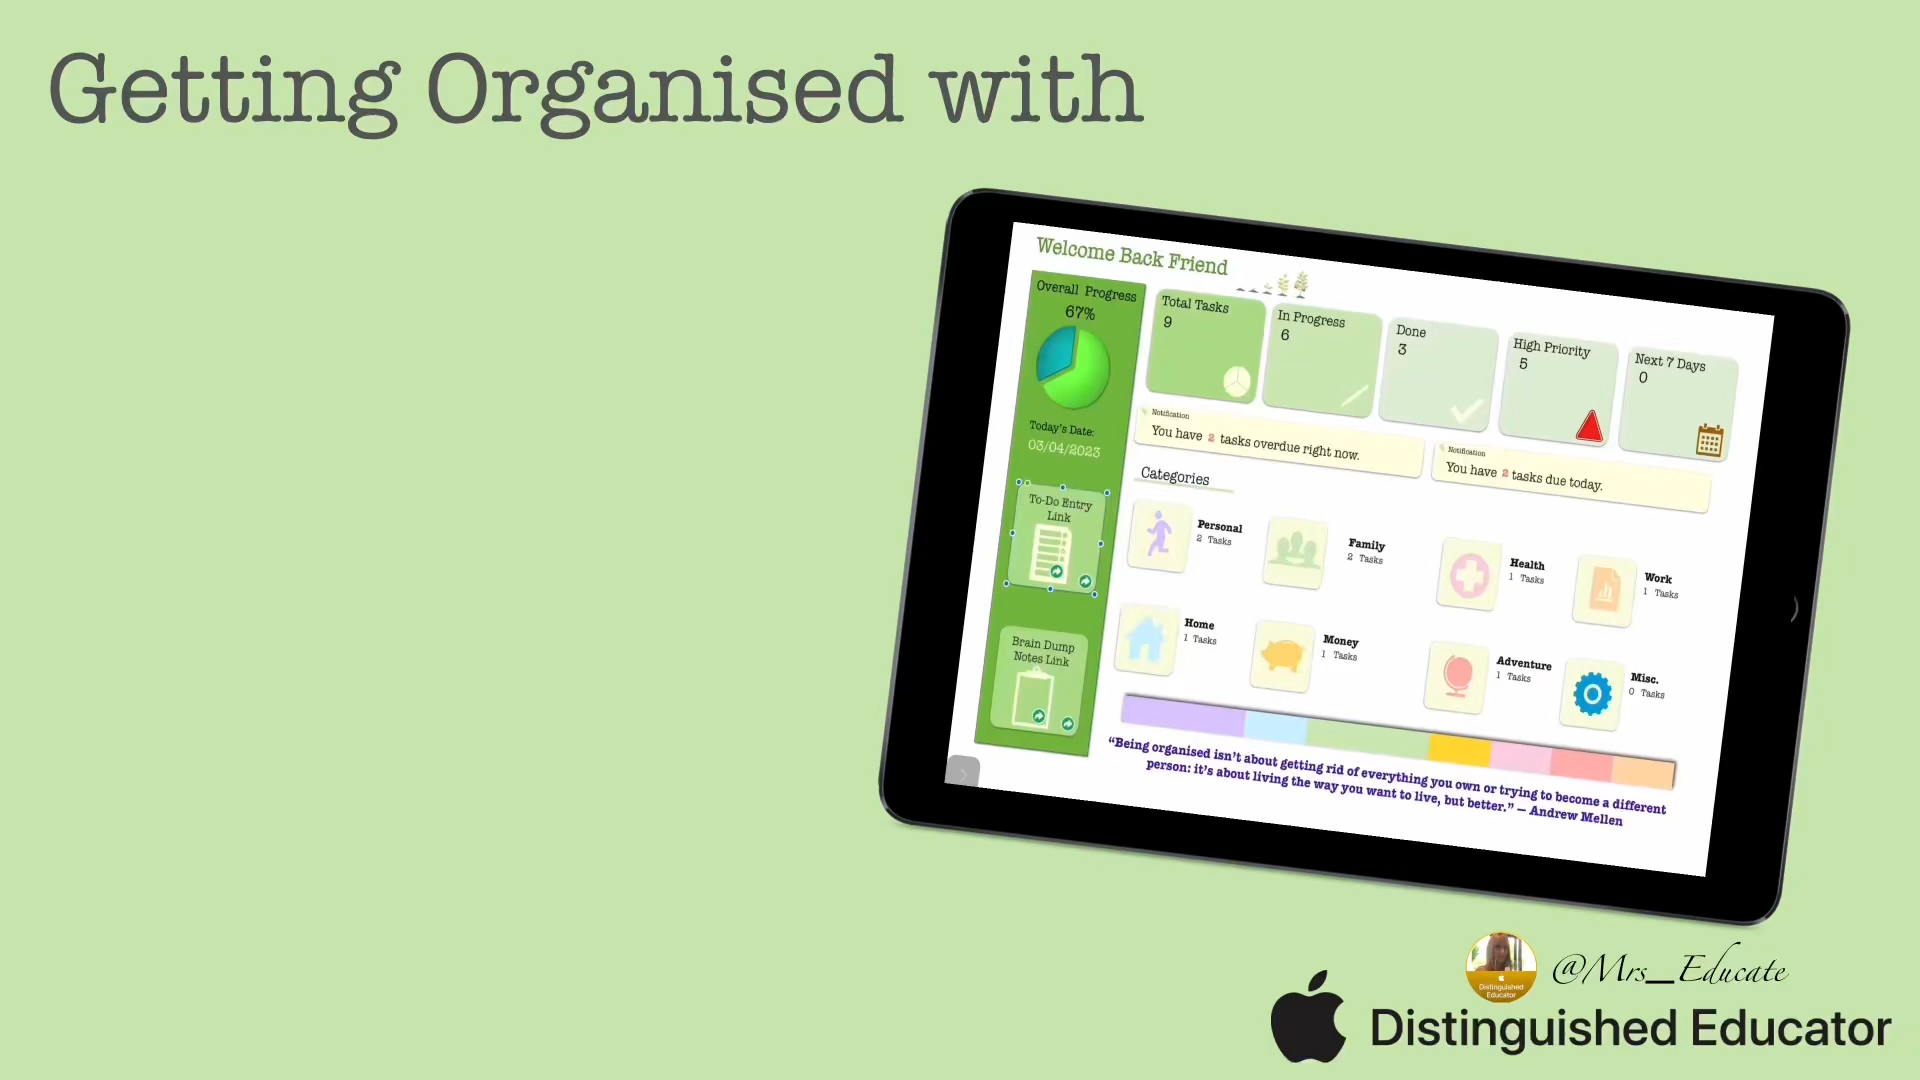 Getting Organised with
Welcome Back Friend
Overall Progress
67%
Today's Date:
03/04/2023
To-Do Entry
Link
Brain Dump
Notes Link
Total Tasks
9
In Progress
6
Done
3
High Priority
5
Next 7 Days
0
Notification
You have 2 tasks overdue right now.
Notification
You have 2 tasks due today.
Categories
Personal
2 Tasks
Family
2 Tasks
Health
1 Tasks
Work
1 Tasks
Home
1 Tasks
Money
1 Tasks
Adventure
1 Tasks
Misc.
0 Tasks
“Being organised isn’t about getting rid of everything you own or trying to become a different
person: it’s about living the way you want to live, but better.” — Andrew Mellen
Distinguished
Educator
@Mrs_Educate
Distinguished Educator